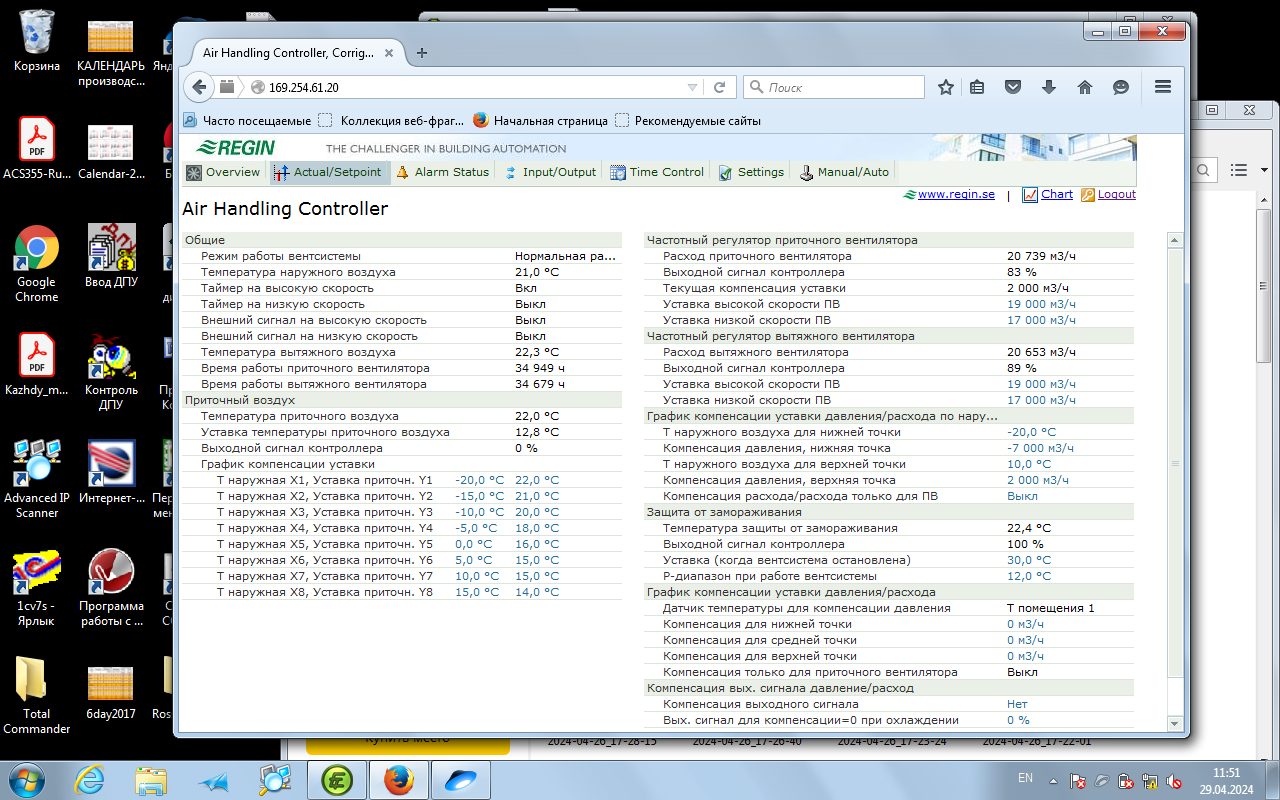 Корзина
КАЛЕНДАРЬ производс...
ACS355-Ru...
Calendar-2...
Google Chrome
Ввод ДПУ
Kazhdy_m...
Контроль ДПУ
Advanced IP Scanner
Интернет-...
1cv7s - Ярлык
Программа работы с ...
Total Commander
6day2017
Air Handling Controller, Corrig...
169.254.61.20
Поиск
Часто посещаемые
Коллекция веб-фраг...
Начальная страница
Рекомендуемые сайты
REGIN THE CHALLENGER IN BUILDING AUTOMATION
Overview Actual/Setpoint Alarm Status Input/Output Time Control Settings Manual/Auto
www.regin.se | Chart Logout
Air Handling Controller
Общие
Режим работы вентсистемы Нормальная ра...
Температура наружного воздуха 21,0 °C
Таймер на высокую скорость Вкл
Таймер на низкую скорость Выкл
Внешний сигнал на высокую скорость Выкл
Внешний сигнал на низкую скорость Выкл
Температура вытяжного воздуха 22,3 °C
Время работы приточного вентилятора 34 949 ч
Время работы вытяжного вентилятора 34 679 ч
Приточный воздух
Температура приточного воздуха 22,0 °C
Уставка температуры приточного воздуха 12,8 °C
Выходной сигнал контроллера 0 %
График компенсации уставки
Т наружная X1, Уставка приточн. Y1 -20,0 °C 22,0 °C
Т наружная X2, Уставка приточн. Y2 -15,0 °C 21,0 °C
Т наружная X3, Уставка приточн. Y3 -10,0 °C 20,0 °C
Т наружная X4, Уставка приточн. Y4 -5,0 °C 18,0 °C
Т наружная X5, Уставка приточн. Y5 0,0 °C 16,0 °C
Т наружная X6, Уставка приточн. Y6 5,0 °C 15,0 °C
Т наружная X7, Уставка приточн. Y7 10,0 °C 15,0 °C
Т наружная X8, Уставка приточн. Y8 15,0 °C 14,0 °C
Частотный регулятор приточного вентилятора
Расход приточного вентилятора 20 739 м3/ч
Выходной сигнал контроллера 83 %
Текущая компенсация уставки 2 000 м3/ч
Уставка высокой скорости ПВ 19 000 м3/ч
Уставка низкой скорости ПВ 17 000 м3/ч
Частотный регулятор вытяжного вентилятора
Расход вытяжного вентилятора 20 653 м3/ч
Выходной сигнал контроллера 89 %
Уставка высокой скорости ПВ 19 000 м3/ч
Уставка низкой скорости ПВ 17 000 м3/ч
График компенсации уставки давления/расхода по нару...
Т наружного воздуха для нижней точки -20,0 °C
Компенсация давления, нижняя точка -7 000 м3/ч
Т наружного воздуха для верхней точки 10,0 °C
Компенсация давления, верхняя точка 2 000 м3/ч
Компенсация расхода/расхода только для ПВ Выкл
Защита от замораживания
Температура защиты от замораживания 22,4 °C
Выходной сигнал контроллера 100 %
Уставка (когда вентсистема остановлена) 30,0 °C
P-диапазон при работе вентсистемы 12,0 °C
График компенсации уставки давления/расхода
Датчик температуры для компенсации давления Т помещения 1
Компенсация для нижней точки 0 м3/ч
Компенсация для средней точки 0 м3/ч
Компенсация для верхней точки 0 м3/ч
Компенсация только для приточного вентилятора Выкл
Компенсация вых. сигнала давление/расход
Компенсация выходного сигнала Нет
Вых. сигнал для компенсации=0 при охлаждении 0 %
Купить место
2024-04-26_17-28-15 2024-04-26_17-26-40 2024-04-26_17-23-24 2024-04-26_17-22-01
EN
11:51
29.04.2024